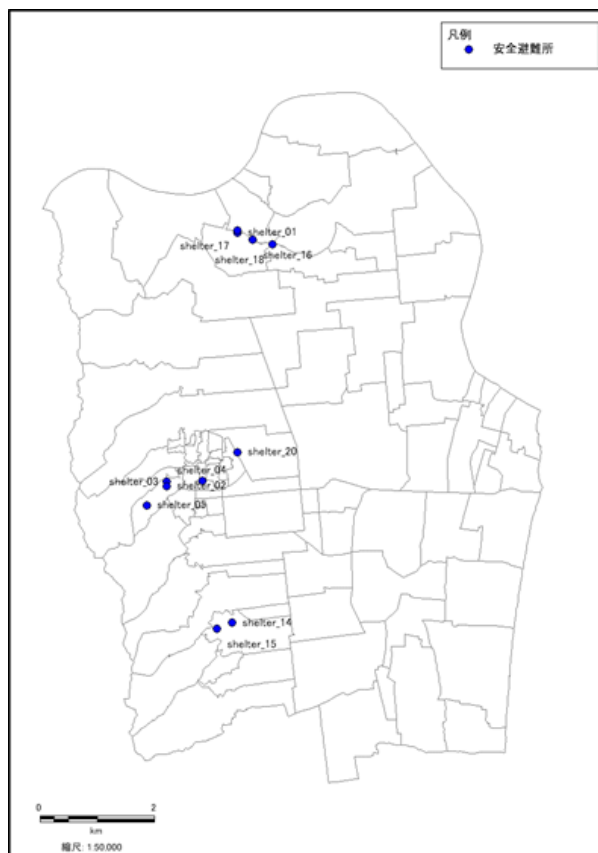 凡例
安全避難所
shelter_01
shelter_17
shelter_18
shelter_16
shelter_20
shelter_04
shelter_03
shelter_02
shelter_05
shelter_14
shelter_15
0 2
km
縮尺: 1:50,000